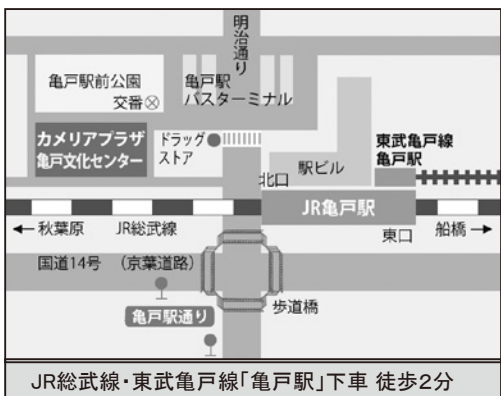 明治通り
亀戸駅前公園
交番
亀戸駅
バスターミナル
カメリアプラザ
亀戸文化センター
ドラッグ
ストア
東武亀戸線
亀戸駅
駅ビル
北口
JR亀戸駅
←秋葉原 JR総武線
東口
船橋→
国道14号 (京葉道路)
歩道橋
亀戸駅通り
JR総武線・東武亀戸線「亀戸駅」下車 徒歩2分